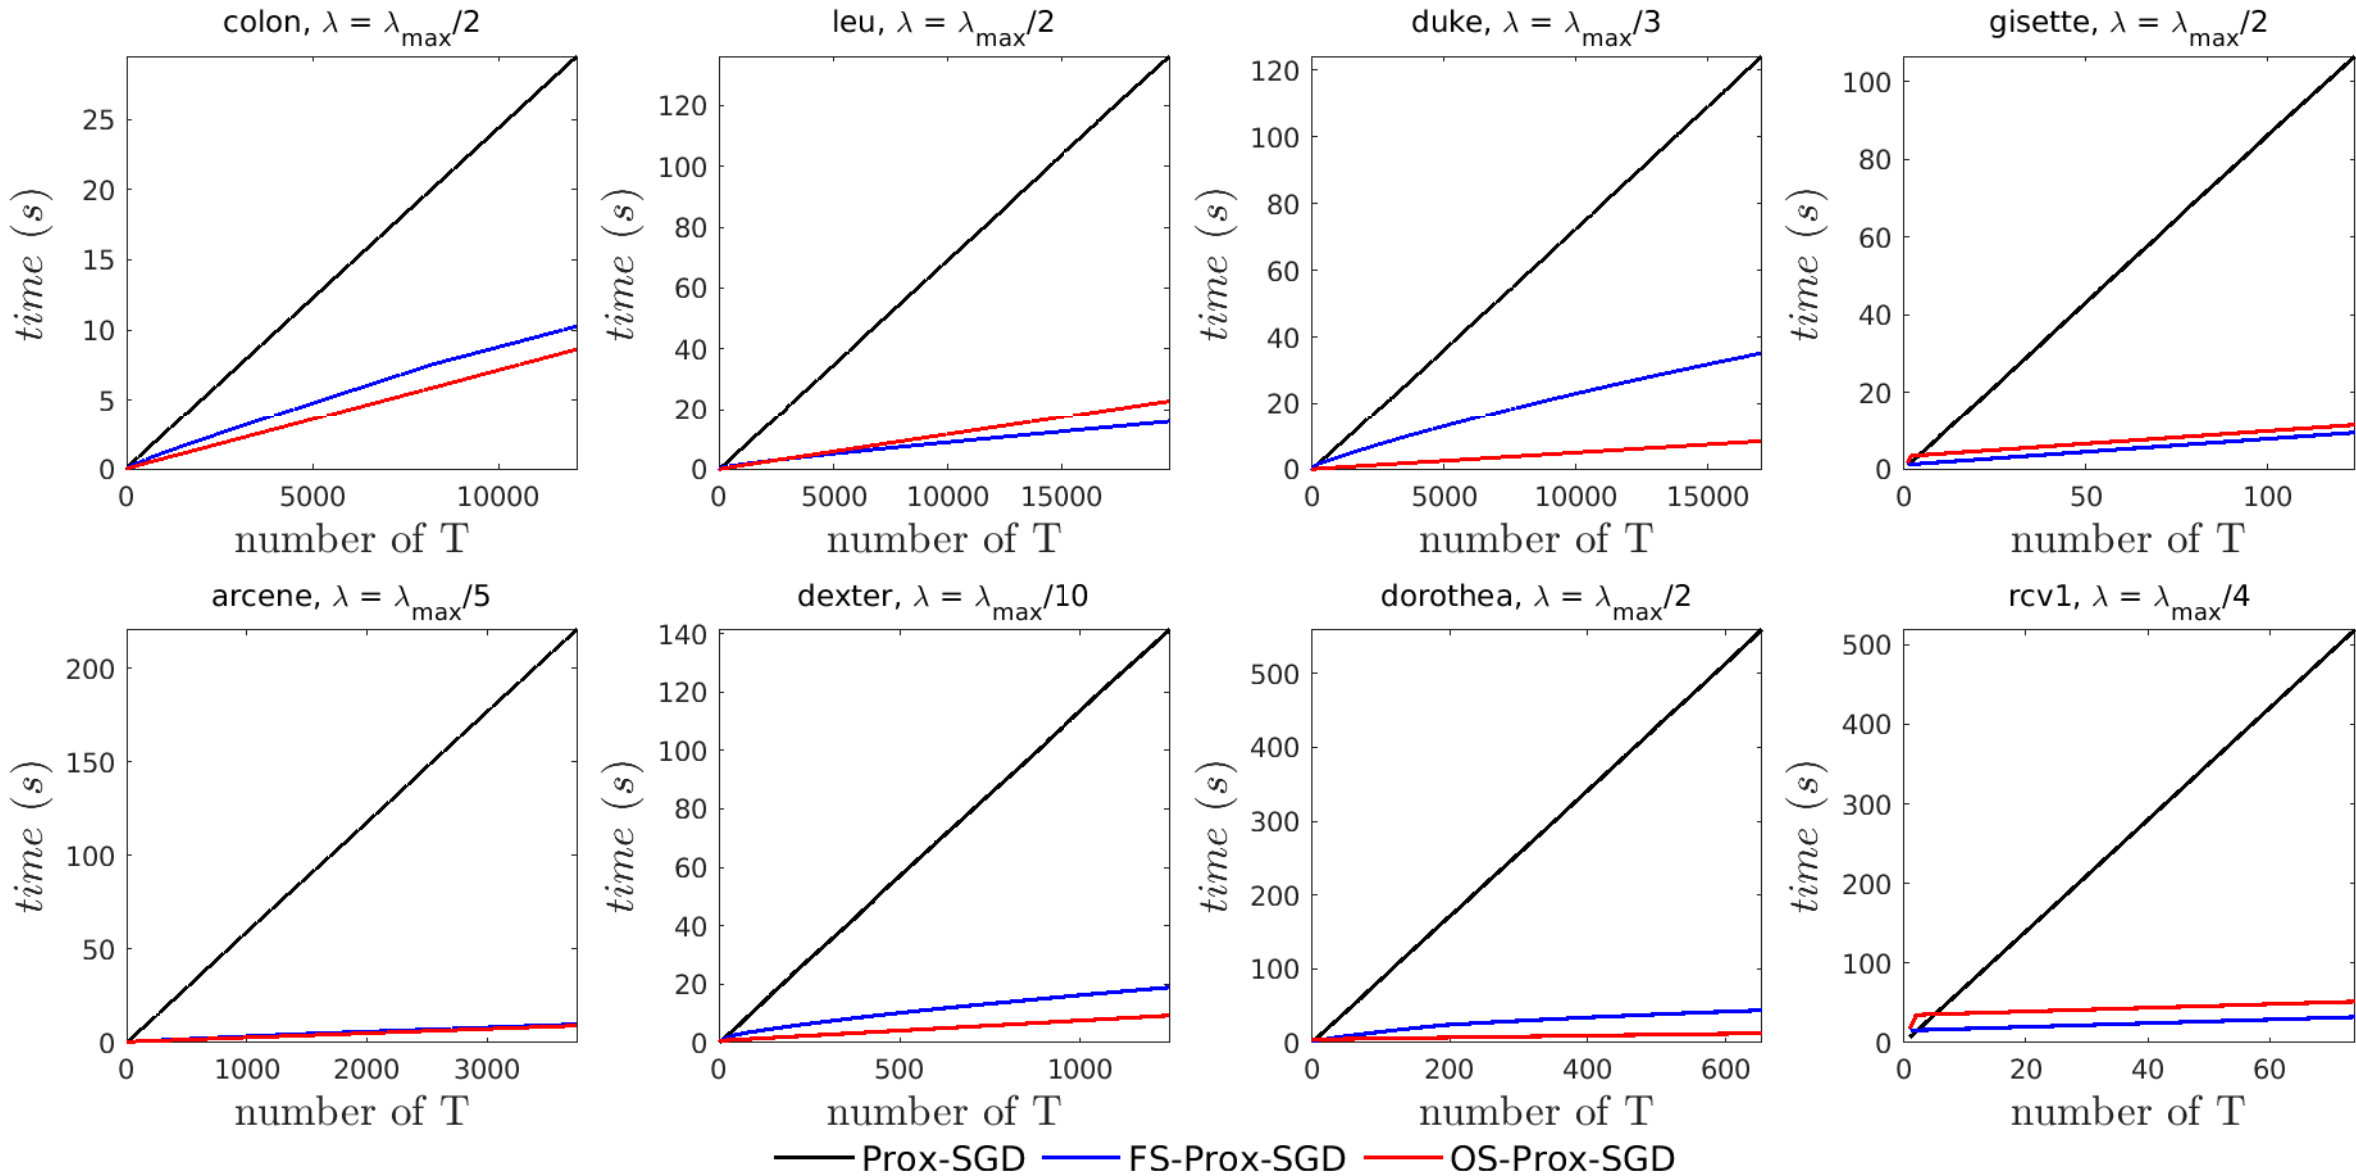 colon, λ = λmax/2
25
20
15
10
5
0
time (s)
0 5000 10000
number of T
leu, λ = λmax/2
120
100
80
60
40
20
0
time (s)
0 5000 10000 15000
number of T
duke, λ = λmax/3
120
100
80
60
40
20
0
time (s)
0 5000 10000 15000
number of T
gisette, λ = λmax/2
100
80
60
40
20
0
time (s)
0 50 100
number of T
arcene, λ = λmax/5
200
150
100
50
0
time (s)
0 1000 2000 3000
number of T
dexter, λ = λmax/10
140
120
100
80
60
40
20
0
time (s)
0 500 1000
number of T
dorothea, λ = λmax/2
500
400
300
200
100
0
time (s)
0 200 400 600
number of T
rcv1, λ = λmax/4
500
400
300
200
100
0
time (s)
0 20 40 60
number of T
Prox-SGD FS-Prox-SGD OS-Prox-SGD